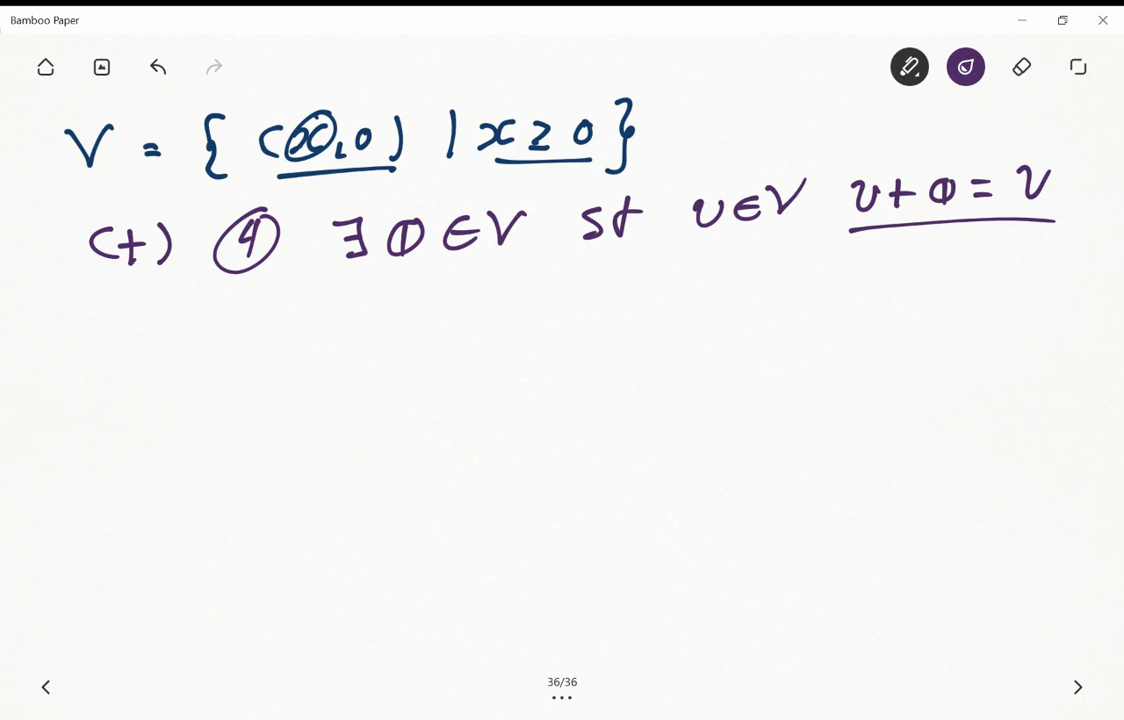 Bamboo Paper
V = { (x, 0) | x ≥ 0 }
(+) ④ ∃ 𝟘 ∈ V st v ∈ V v + 𝟘 = v
36/36